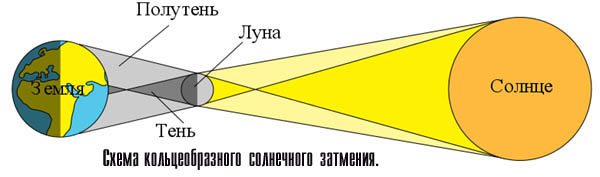 Полутень
Луна
Земля
Солнце
Тень
Схема кольцеобразного солнечного затмения.